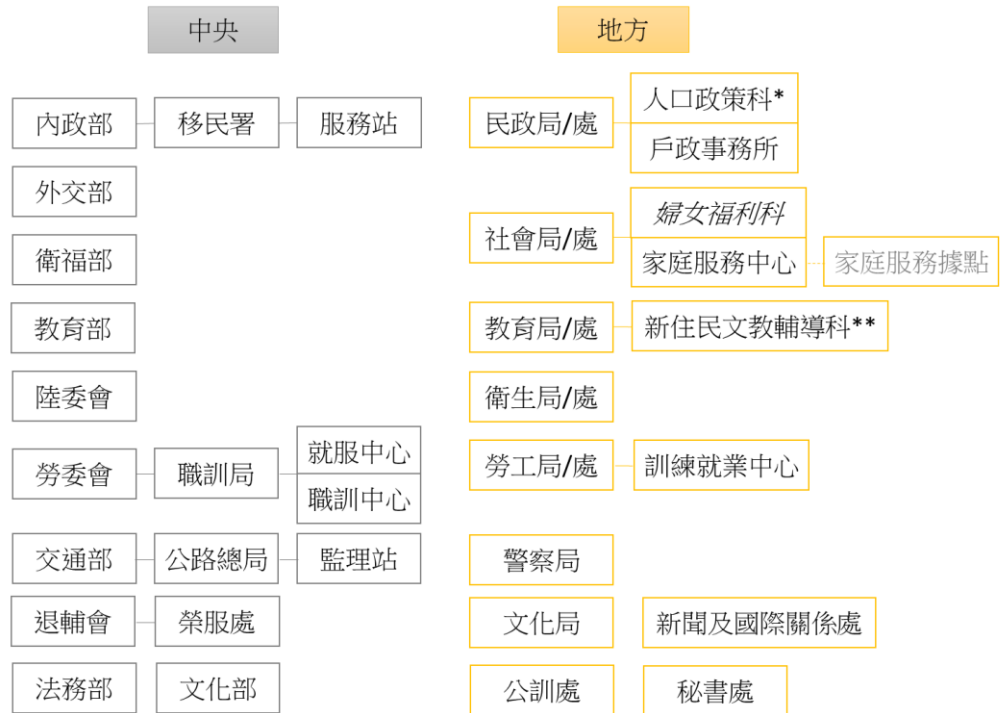 中央
地方
內政部 移民署 服務站
外交部
衛福部
教育部
陸委會
勞委會 職訓局 就服中心
職訓中心
交通部 公路總局 監理站
退輔會 榮服處
法務部 文化部
民政局/處 人口政策科*
戶政事務所
社會局/處 婦女福利科
家庭服務中心 家庭服務據點
教育局/處 新住民文教輔導科**
衛生局/處
勞工局/處 訓練就業中心
警察局
文化局 新聞及國際關係處
公訓處 秘書處